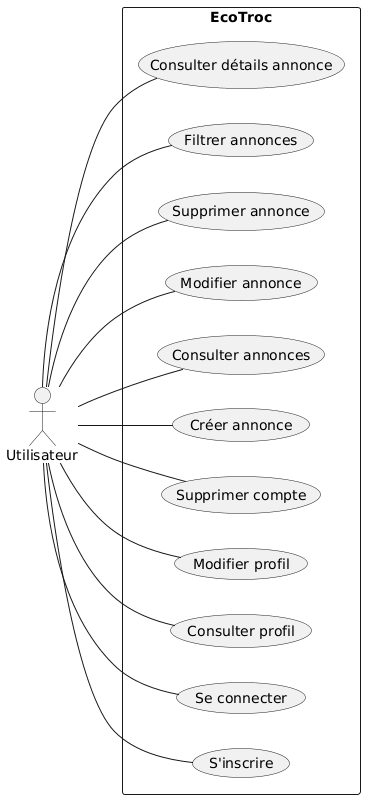 EcoTroc
Consulter détails annonce
Filtrer annonces
Supprimer annonce
Modifier annonce
Consulter annonces
Créer annonce
Utilisateur
Supprimer compte
Modifier profil
Consulter profil
Se connecter
S'inscrire